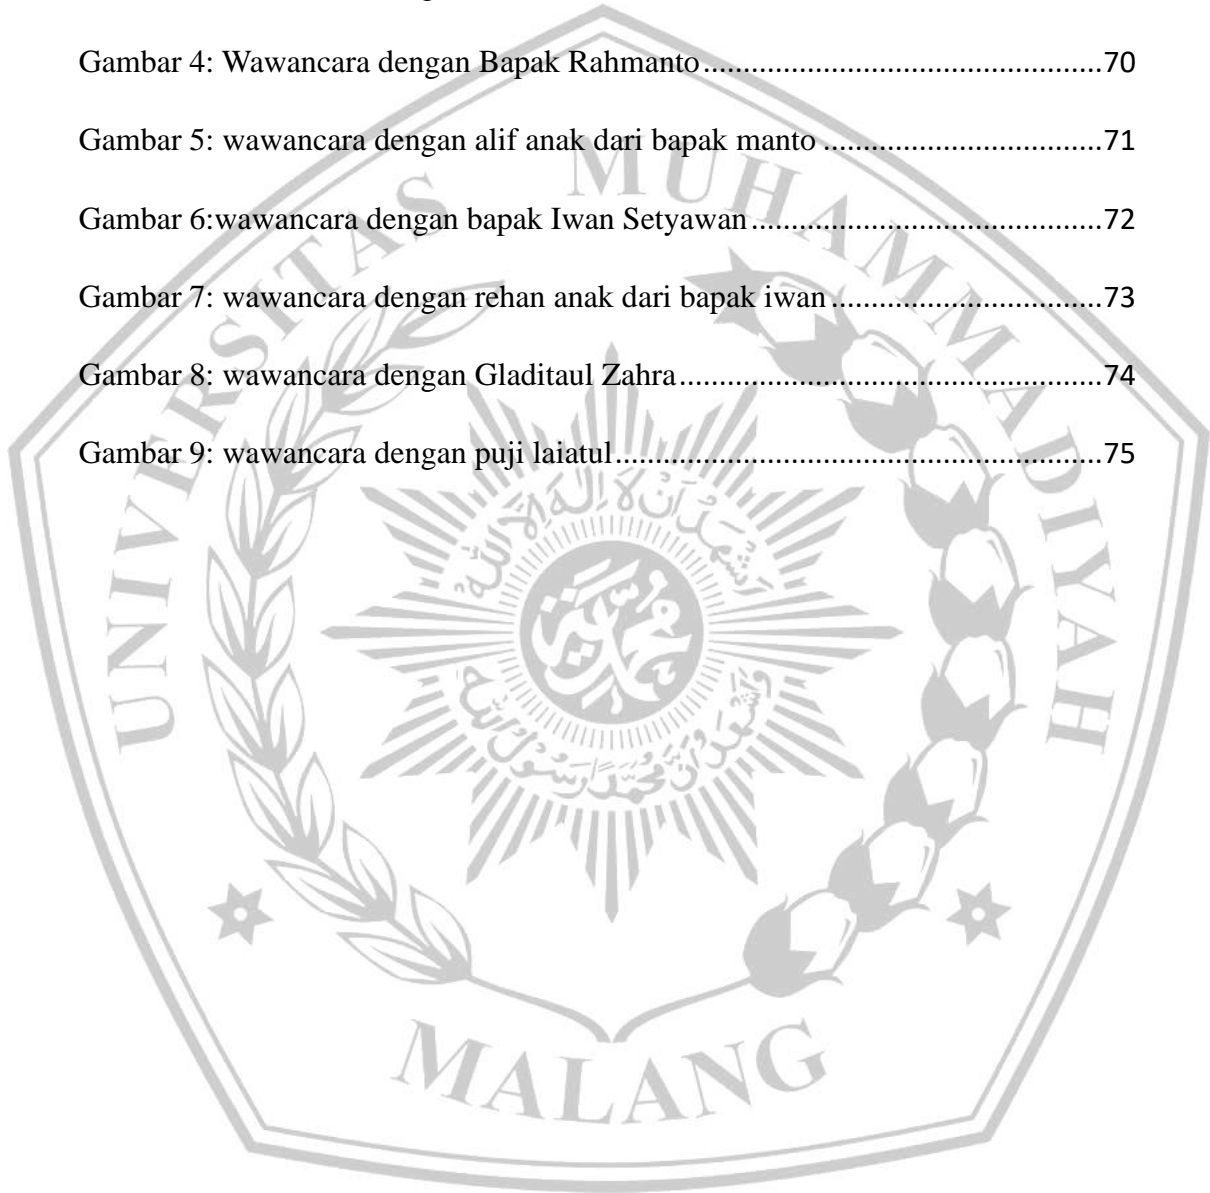 Gambar 4: Wawancara dengan Bapak Rahmanto..................................................70
Gambar 5: wawancara dengan alif anak dari bapak manto...................................71
Gambar 6:wawancara dengan bapak Iwan Setyawan............................................72
Gambar 7: wawancara dengan rehan anak dari bapak iwan..................................73
Gambar 8: wawancara dengan Gladitaul Zahra.....................................................74
Gambar 9: wawancara dengan puji laiatul.............................................................75
UNIVERSITAS MUHAMMADIYAH
MALANG